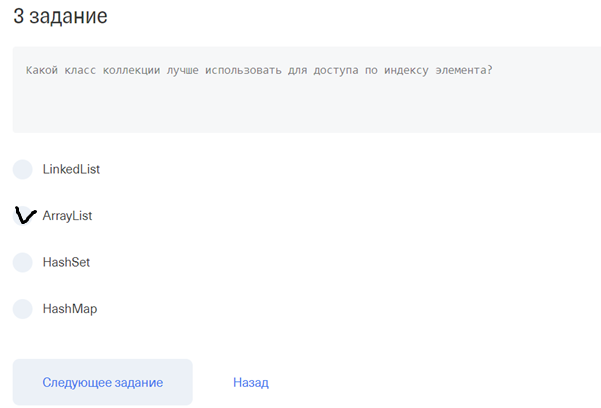 3 задание
Какой класс коллекции лучше использовать для доступа по индексу элемента?
LinkedList
ArrayList
HashSet
HashMap
Следующее задание
Назад